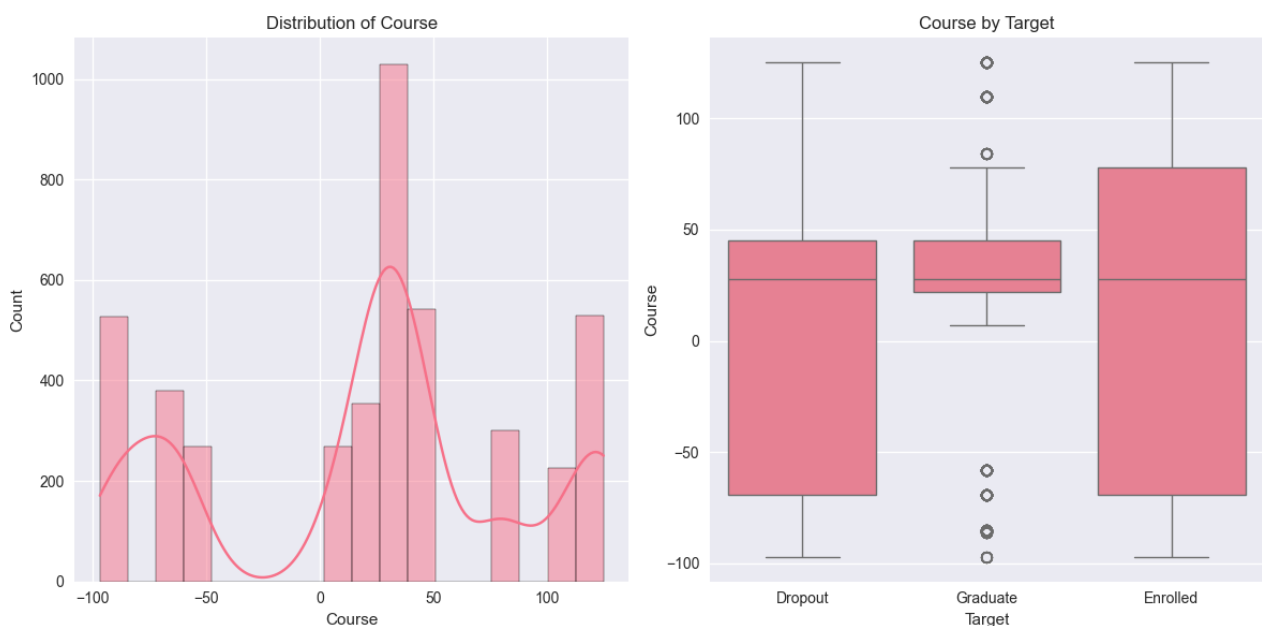 Distribution of Course
1000
800
600
400
200
0
Count
−100
−50
0
50
100
Course
Course by Target
100
50
0
−50
−100
Course
Dropout
Graduate
Enrolled
Target